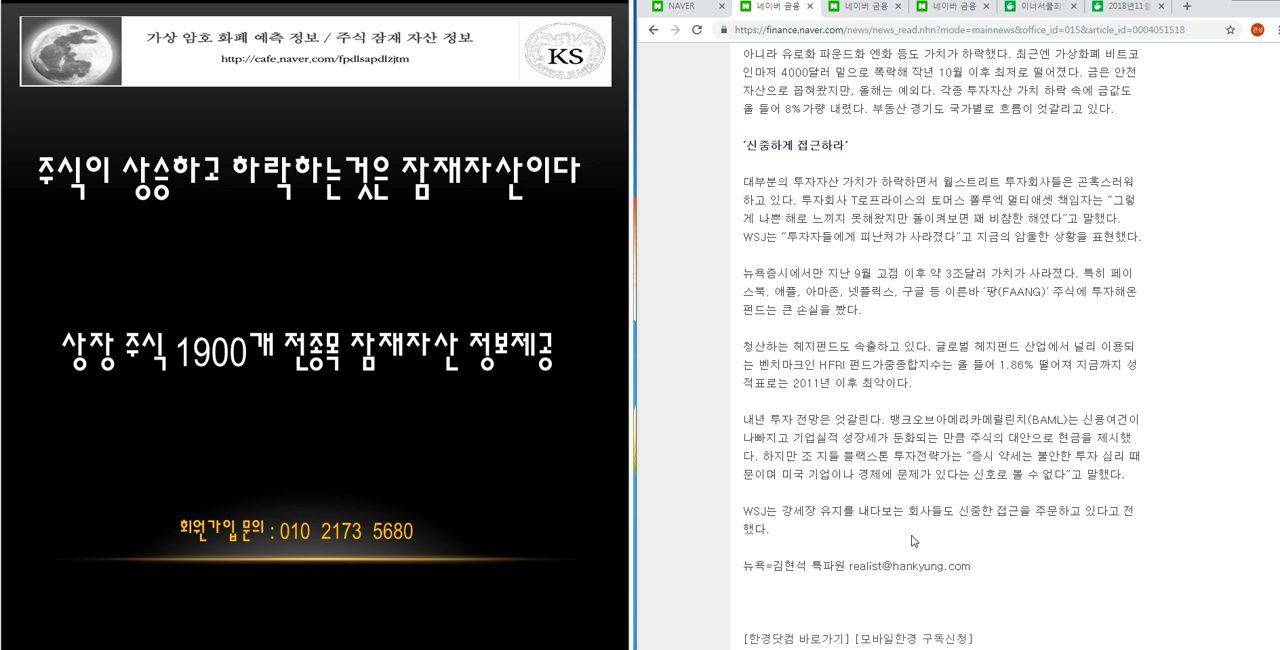 가상 암호 화폐 예측 정보 / 주식 잠재 자산 정보
http://cafe.naver.com/fpdlsapdlzjtm
KS
주식이 상승하고 하락하는것은 잠재자산이다
상장 주식 1900개 전종목 잠재자산 정보제공
회원가입 문의 : 010 2173 5680
NAVER
네이버 금융
네이버 금융
네이버 금융
이너서클회
2018년11월
https://finance.naver.com/news/news_read.nhn?mode=mainnews&office_id=015&article_id=0004051518
아니라 유로화 파운드화 엔화 등도 가치가 하락했다. 최근엔 가상화폐 비트코
인마저 4000달러 밑으로 폭락해 작년 10월 이후 최저로 떨어졌다. 금은 안전
자산으로 꼽혀왔지만, 올해는 예외다. 각종 투자자산 가치 하락 속에 금값도
올 들어 8%가량 내렸다. 부동산 경기도 국가별로 흐름이 엇갈리고 있다.
‘신중하게 접근하라’
대부분의 투자자산 가치가 하락하면서 월스트리트 투자회사들은 곤혹스러워
하고 있다. 투자회사 T로프라이스의 토머스 폴루엑 멀티애셋 책임자는 “그렇
게 나쁜 해로 느끼지 못해왔지만 돌이켜보면 꽤 비참한 해였다”고 말했다.
WSJ는 “투자자들에게 피난처가 사라졌다”고 지금의 암울한 상황을 표현했다.
뉴욕증시에서만 지난 9월 고점 이후 약 3조달러 가치가 사라졌다. 특히 페이
스북, 애플, 아마존, 넷플릭스, 구글 등 이른바 ‘팡(FAANG)’ 주식에 투자해온
펀드는 큰 손실을 봤다.
청산하는 헤지펀드도 속출하고 있다. 글로벌 헤지펀드 산업에서 널리 이용되
는 벤치마크인 HFRI 펀드가중종합지수는 올 들어 1.86% 떨어져 지금까지 성
적표로는 2011년 이후 최악이다.
내년 투자 전망은 엇갈린다. 뱅크오브아메리카메릴린치(BAML)는 신용여건이
나빠지고 기업실적 성장세가 둔화되는 만큼 주식의 대안으로 현금을 제시했
다. 하지만 조 지들 블랙스톤 투자전략가는 “증시 약세는 불안한 투자 심리 때
문이며 미국 기업이나 경제에 문제가 있다는 신호로 볼 수 없다”고 말했다.
WSJ는 강세장 유지를 내다보는 회사들도 신중한 접근을 주문하고 있다고 전
했다.
뉴욕=김현석 특파원 realist@hankyung.com
[한경닷컴 바로가기] [모바일한경 구독신청]